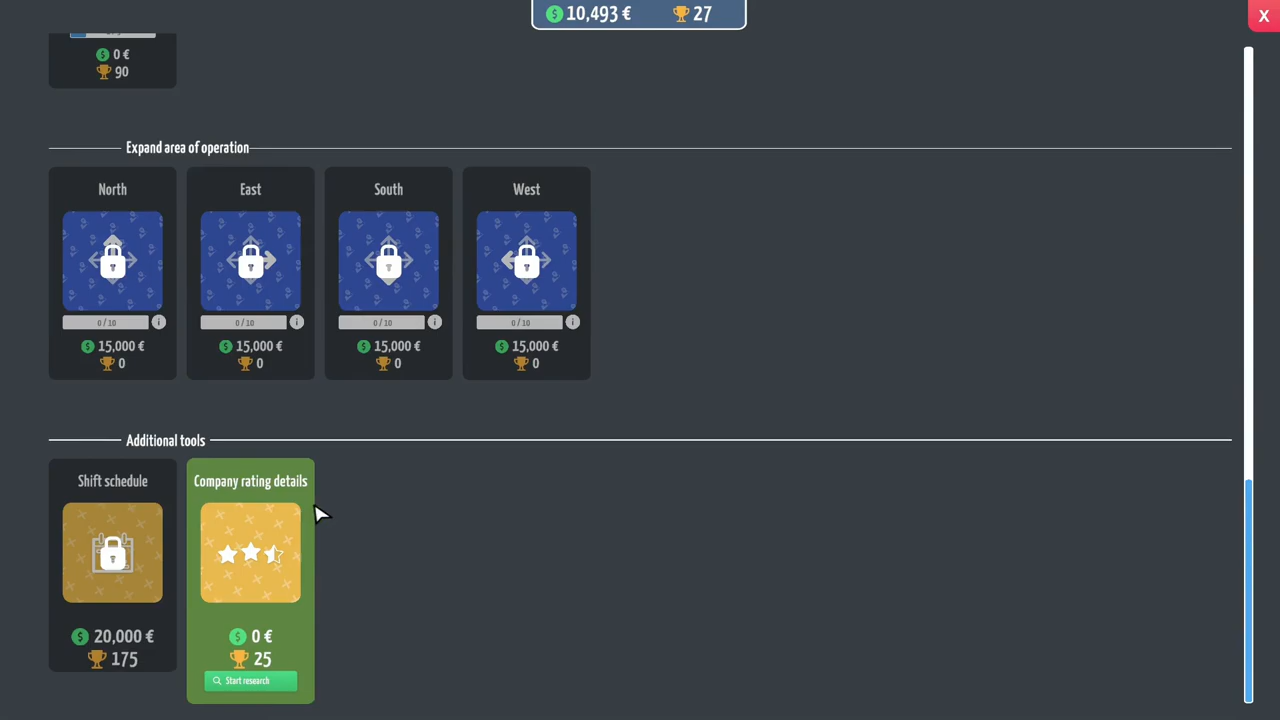 10,493 € 27
X
0 €
90
Expand area of operation
North East South West
0 / 10 i 0 / 10 i 0 / 10 i 0 / 10 i
$ 15,000 € $ 15,000 € $ 15,000 € $ 15,000 €
0 0 0 0
Additional tools
Shift schedule Company rating details
$ 20,000 € $ 0 €
175 25
Start research